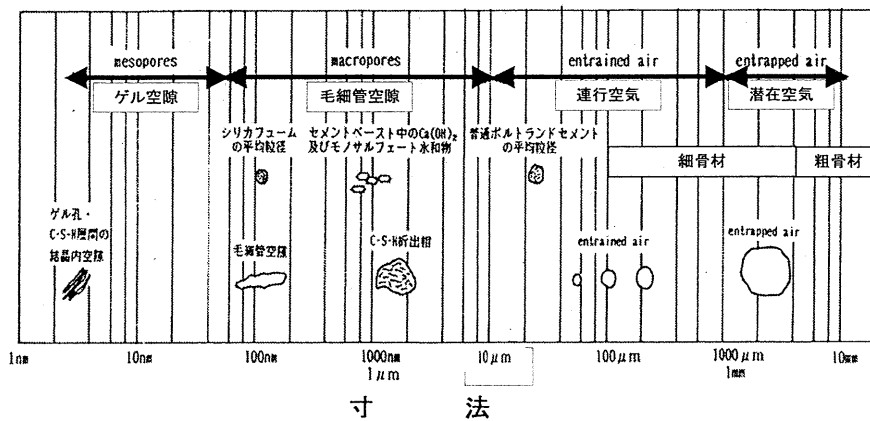 mesopores
macropores
entrained air
entrapped air
ゲル空隙
毛細管空隙
連行空気
潜在空気
シリカフューム
の平均粒径
セメントペースト中のCa(OH)₂
及びモノサルフェート水和物
普通ポルトランドセメント
の平均粒径
細骨材
粗骨材
ゲル孔・
C-S-H層間の
結晶内空隙
毛細管空隙
C-S-H析出相
entrained air
entrapped air
1nm
10nm
100nm
1000nm
1μm
10μm
100μm
1000μm
1mm
10mm
寸 法